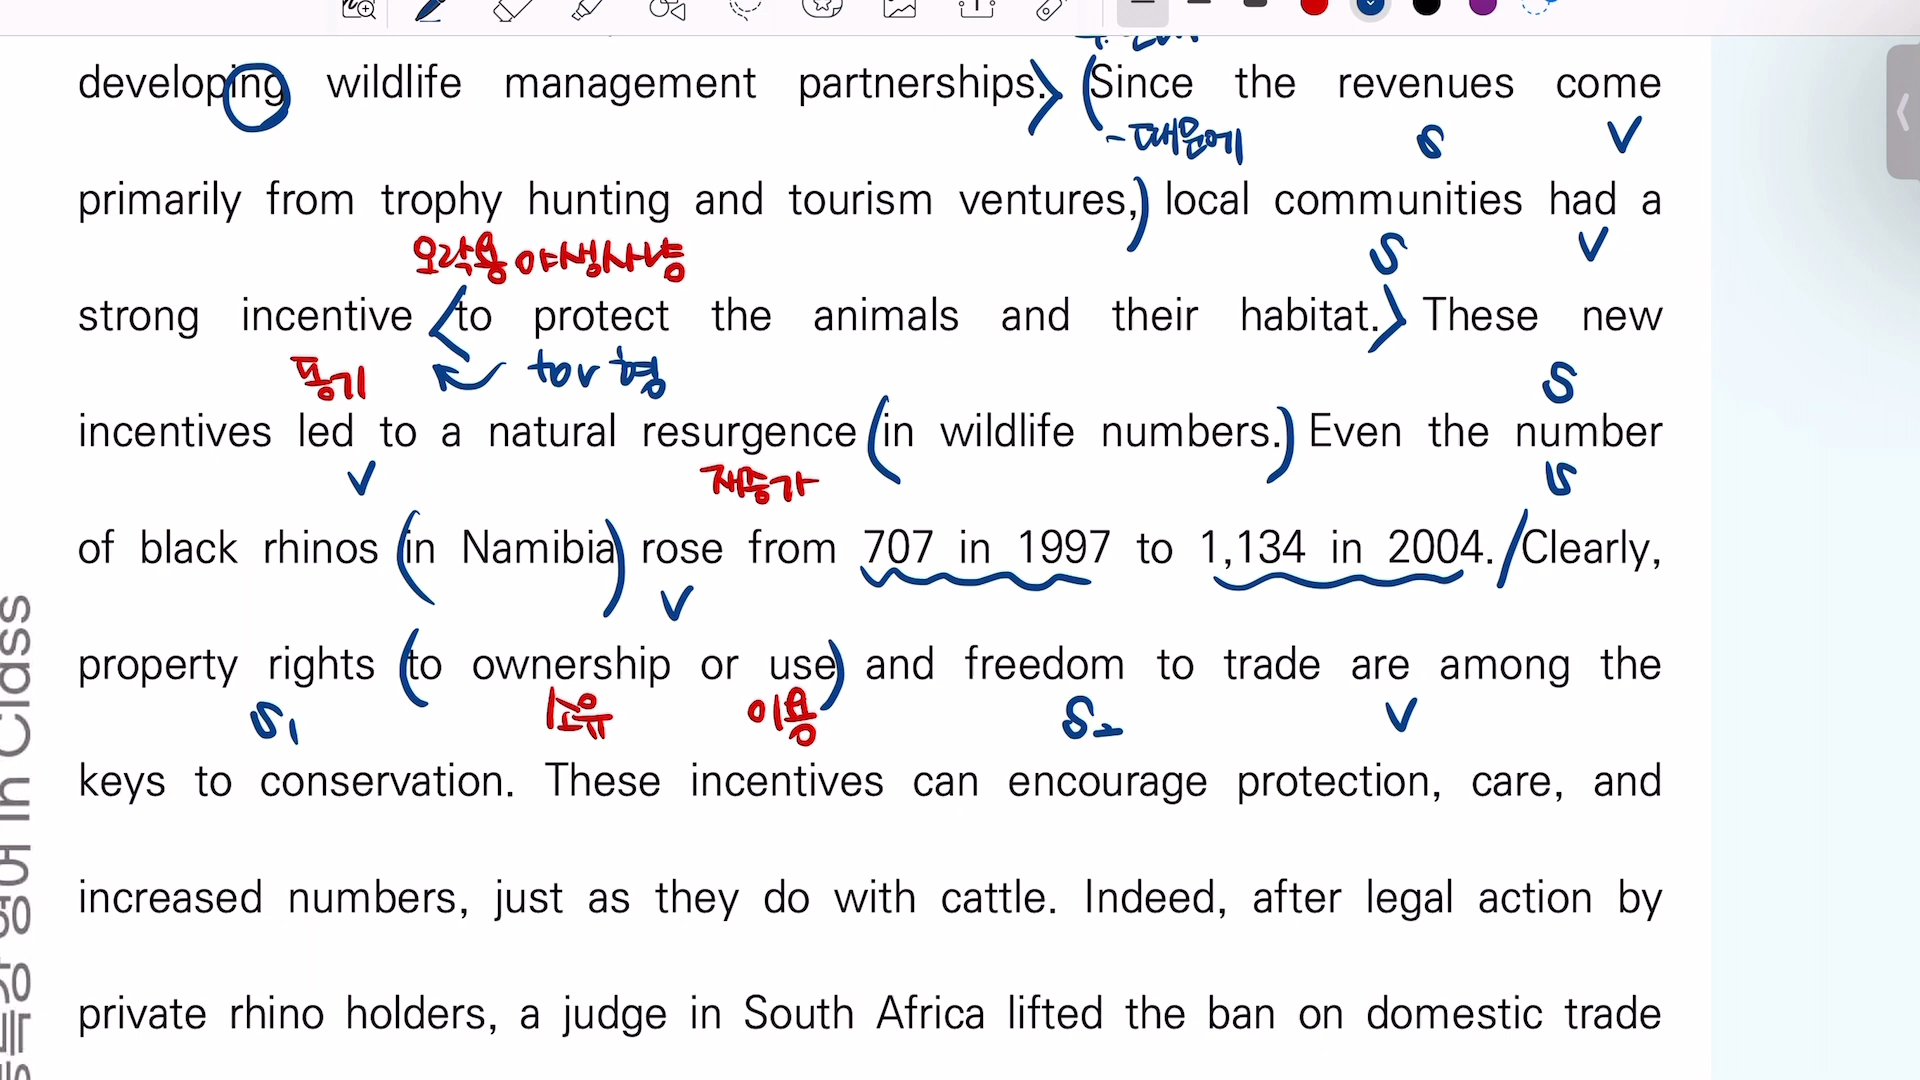 developing wildlife management partnerships. Since the revenues come
-때문에 S V
primarily from trophy hunting and tourism ventures, local communities had a
오락용 야생사냥 S V
strong incentive to protect the animals and their habitat. These new
동기 to v 형 S
incentives led to a natural resurgence in wildlife numbers. Even the number
V 재증가 S
of black rhinos in Namibia rose from 707 in 1997 to 1,134 in 2004. Clearly,
V
property rights to ownership or use and freedom to trade are among the
S1 소유 이용 S2 V
keys to conservation. These incentives can encourage protection, care, and
increased numbers, just as they do with cattle. Indeed, after legal action by
private rhino holders, a judge in South Africa lifted the ban on domestic trade
영어 in Class